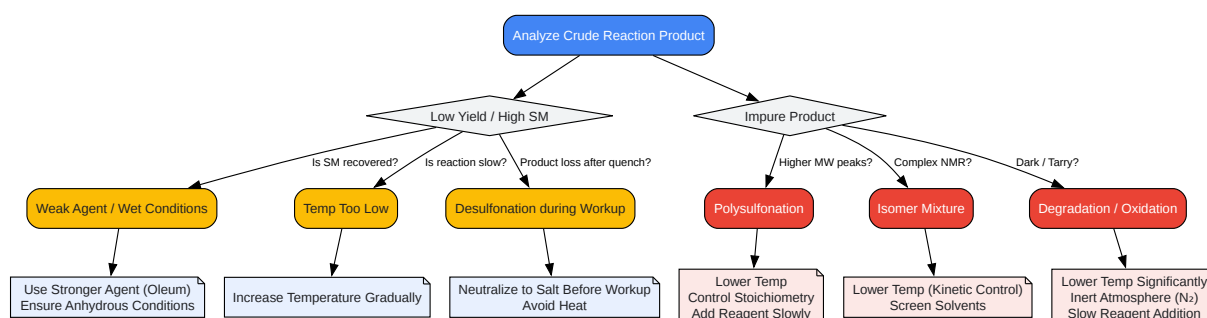 Analyze Crude Reaction Product
Low Yield / High SM
Impure Product
Is SM recovered?
Is reaction slow?
Product loss after quench?
Higher MW peaks?
Complex NMR?
Dark / Tarry?
Weak Agent / Wet Conditions
Temp Too Low
Desulfonation during Workup
Polysulfonation
Isomer Mixture
Degradation / Oxidation
Use Stronger Agent (Oleum)
Ensure Anhydrous Conditions
Increase Temperature Gradually
Neutralize to Salt Before Workup
Avoid Heat
Lower Temp
Control Stoichiometry
Add Reagent Slowly
Lower Temp (Kinetic Control)
Screen Solvents
Lower Temp Significantly
Inert Atmosphere (N₂)
Slow Reagent Addition